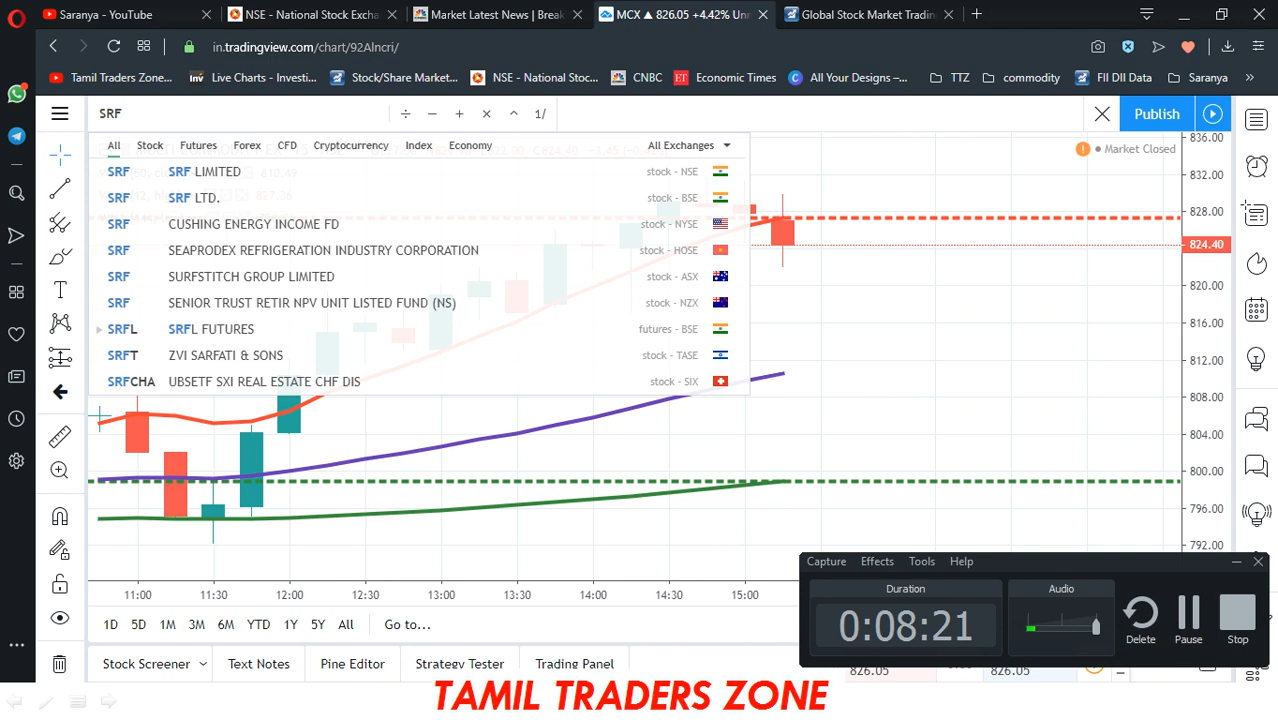 Saranya - YouTube
NSE - National Stock Excha
Market Latest News | Break
MCX ▲ 826.05 +4.42% Unn
Global Stock Market Tradin
in.tradingview.com/chart/92AlncrI/
Tamil Traders Zone...
Live Charts - Investi...
Stock/Share Market...
NSE - National Stoc...
CNBC
Economic Times
All Your Designs –...
TTZ
commodity
FII DII Data
Saranya
SRF
1/
Publish
All Stock Futures Forex CFD Cryptocurrency Index Economy All Exchanges
Market Closed
SRF SRF LIMITED stock - NSE
SRF SRF LTD. stock - BSE
SRF CUSHING ENERGY INCOME FD stock - NYSE
SRF SEAPRODEX REFRIGERATION INDUSTRY CORPORATION stock - HOSE
SRF SURFSTITCH GROUP LIMITED stock - ASX
SRF SENIOR TRUST RETIR NPV UNIT LISTED FUND (NS) stock - NZX
SRFL SRFL FUTURES futures - BSE
SRFT ZVI SARFATI & SONS stock - TASE
SRFCHA UBSETF SXI REAL ESTATE CHF DIS stock - SIX
836.00
832.00
828.00
824.40
820.00
816.00
812.00
808.00
804.00
800.00
796.00
792.00
11:00 11:30 12:00 12:30 13:00 13:30 14:00 14:30 15:00
1D 5D 1M 3M 6M YTD 1Y 5Y All Go to...
Stock Screener Text Notes Pine Editor Strategy Tester Trading Panel
Capture Effects Tools Help
Duration
0:08:21
Audio
Delete Pause Stop
826.05 826.05
TAMIL TRADERS ZONE